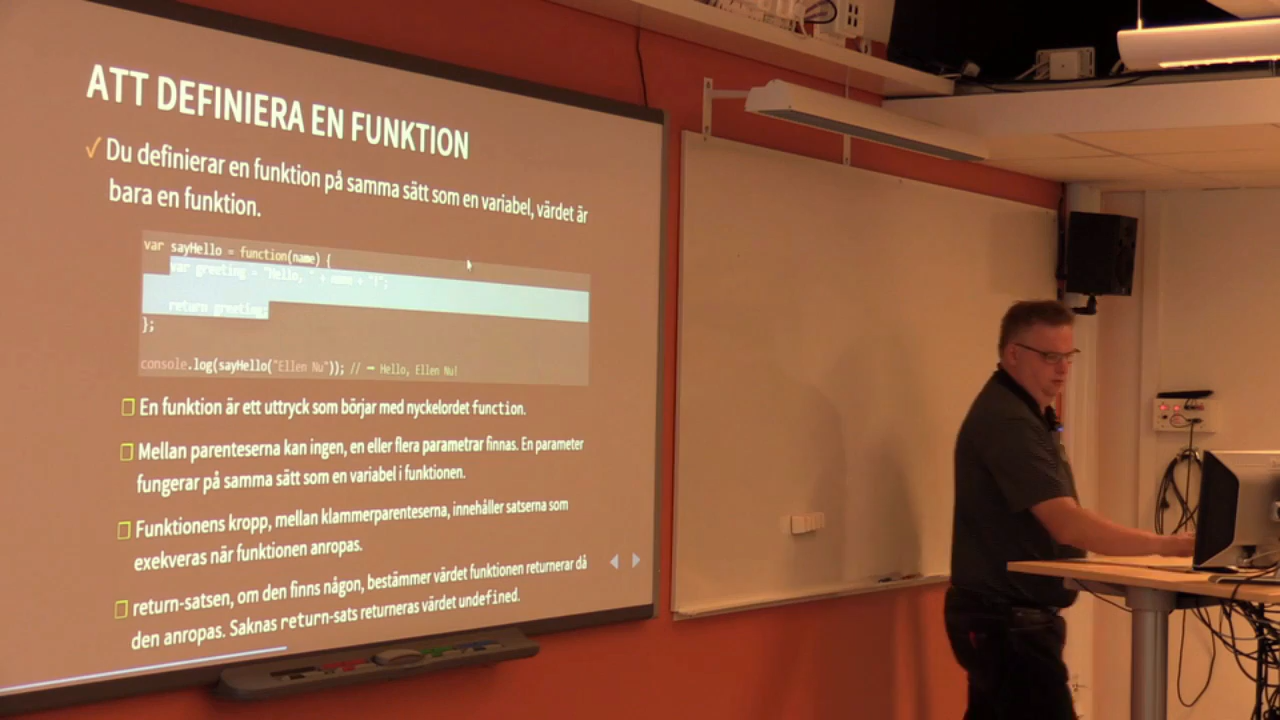 ATT DEFINIERA EN FUNKTION
✓ Du definierar en funktion på samma sätt som en variabel, värdet är
bara en funktion.
var sayHello = function(name) {
var greeting = "Hello, " + name + "!";
return greeting;
};
console.log(sayHello("Ellen Nu")); // ➡ Hello, Ellen Nu!
En funktion är ett uttryck som börjar med nyckelordet function.
Mellan parenteserna kan ingen, en eller flera parametrar finnas. En parameter
fungerar på samma sätt som en variabel i funktionen.
Funktionens kropp, mellan klammerparenteserna, innehåller satserna som
exekveras när funktionen anropas.
return-satsen, om den finns någon, bestämmer värdet funktionen returnerar då
den anropas. Saknas return-sats returneras värdet undefined.